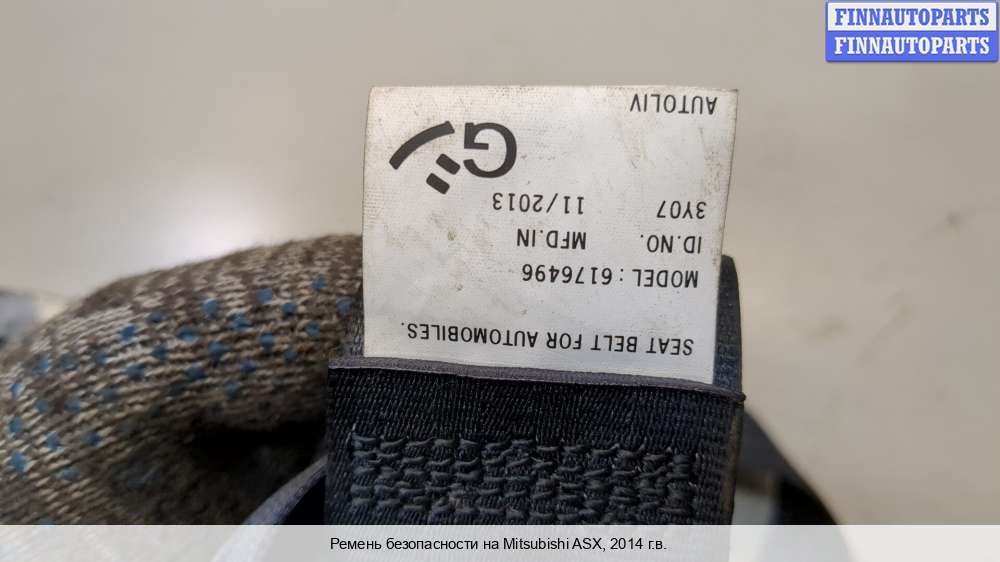 FINNAUTOPARTS
FINNAUTOPARTS
SEAT BELT FOR AUTOMOBILES.
MODEL : 6176496
ID.NO. MFD.IN
3Y07 11/2013
G
AUTOLIV
Ремень безопасности на Mitsubishi ASX, 2014 г.в.